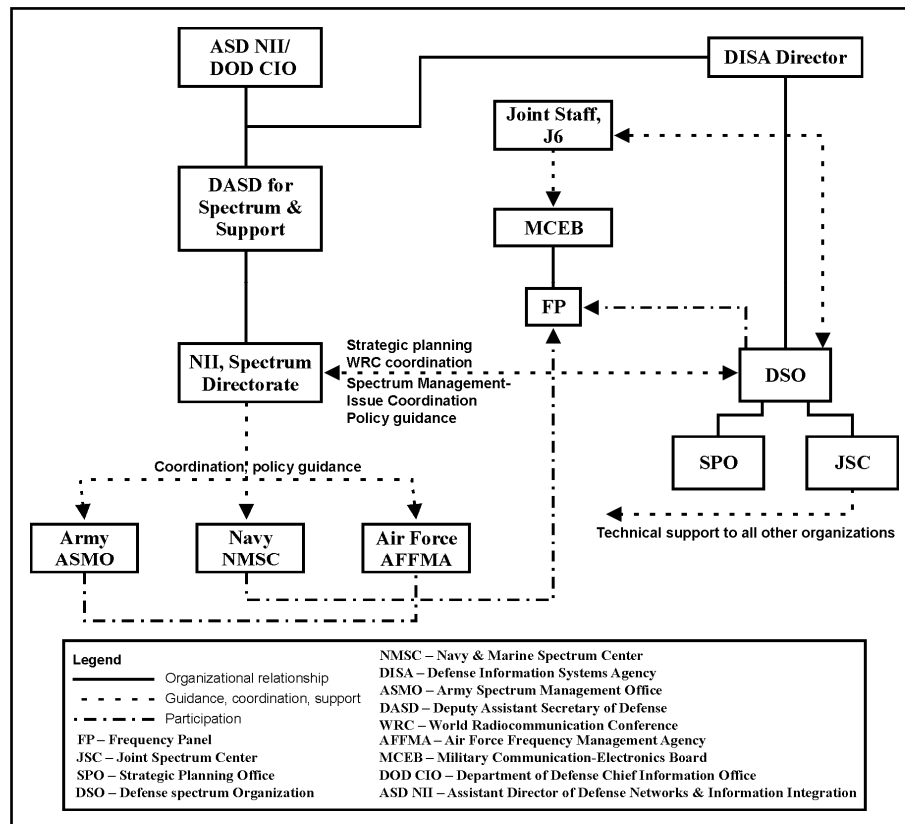 ASD NII/
DOD CIO
DISA Director
Joint Staff,
J6
DASD for
Spectrum &
Support
MCEB
FP
NII, Spectrum
Directorate
Strategic planning
WRC coordination
Spectrum Management-
Issue Coordination
Policy guidance
DSO
SPO
JSC
Coordination, policy guidance
Technical support to all other organizations
Army
ASMO
Navy
NMSC
Air Force
AFFMA
Legend
Organizational relationship
Guidance, coordination, support
Participation
FP – Frequency Panel
JSC – Joint Spectrum Center
SPO – Strategic Planning Office
DSO – Defense spectrum Organization
NMSC – Navy & Marine Spectrum Center
DISA – Defense Information Systems Agency
ASMO – Army Spectrum Management Office
DASD – Deputy Assistant Secretary of Defense
WRC – World Radiocommunication Conference
AFFMA – Air Force Frequency Management Agency
MCEB – Military Communication-Electronics Board
DOD CIO – Department of Defense Chief Information Office
ASD NII – Assistant Director of Defense Networks & Information Integration